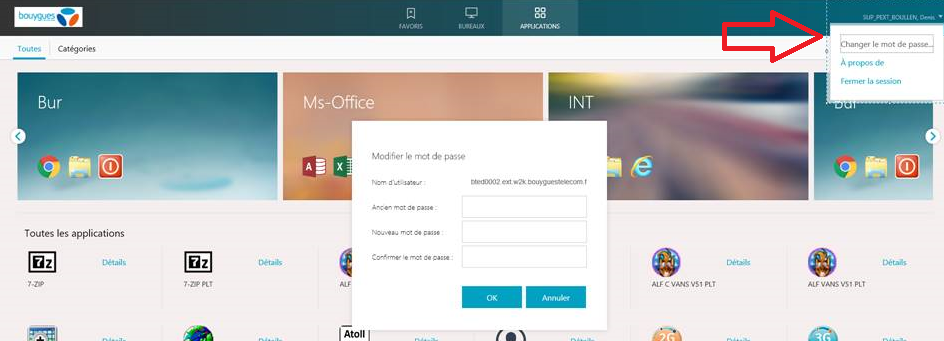 bouygues
FAVORIS
BUREAUX
APPLICATIONS
Denis
Toutes
Catégories
Changer le mot de passe...
À propos de
Fermer la session
Bur
Ms-Office
INT
Bur
Modifier le mot de passe
Nom d'utilisateur :
bted0002.ext.w2k.bouyguestelecom.f
Ancien mot de passe :
Nouveau mot de passe :
Confirmer le mot de passe :
OK
Annuler
Toutes les applications
7z
Détails
7z
Détails
Détails
Détails
7-ZIP
7-ZIP PLT
ALF
ALF C VANS V51 PLT
ALF VANS V51 PLT
Atoll
2G
3G